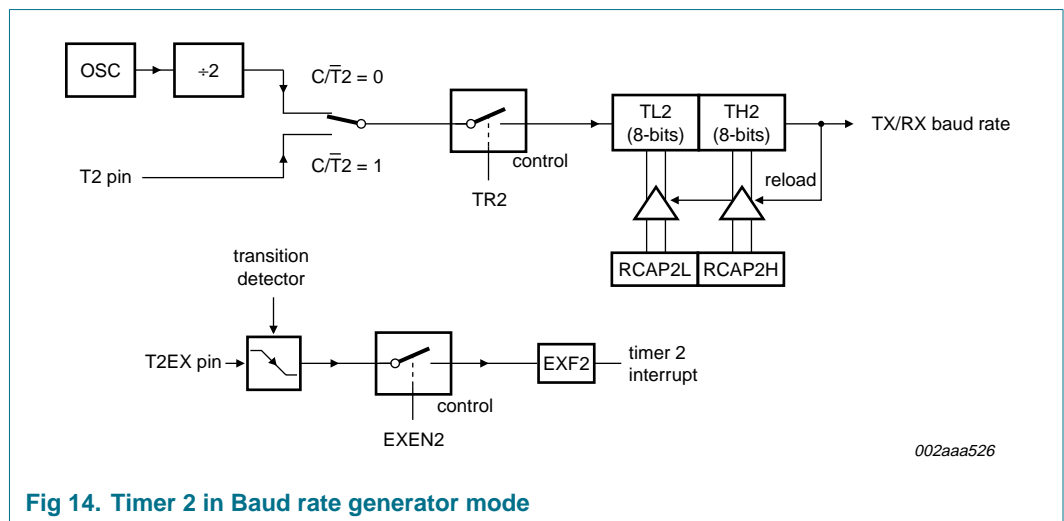 OSC
÷2
C/T̅2 = 0
C/T̅2 = 1
T2 pin
control
TR2
TL2
(8-bits)
TH2
(8-bits)
TX/RX baud rate
reload
RCAP2L
RCAP2H
transition
detector
T2EX pin
control
EXEN2
EXF2
timer 2
interrupt
002aaa526
Fig 14. Timer 2 in Baud rate generator mode